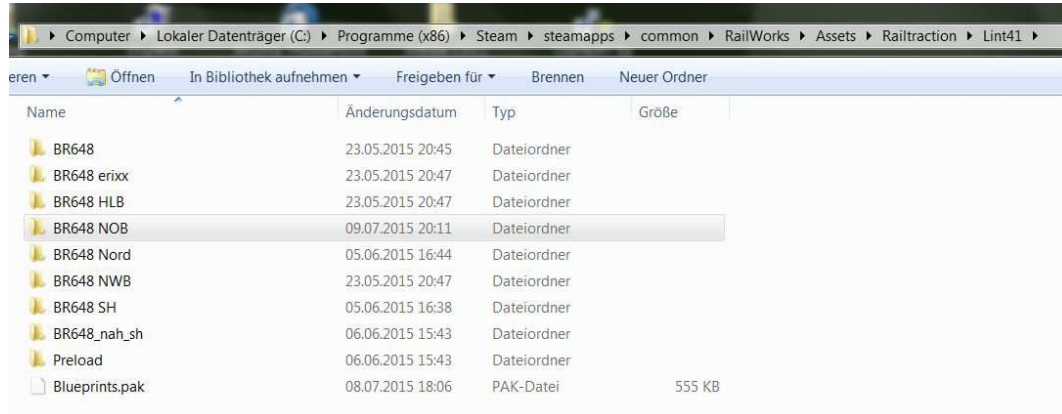 Computer Lokaler Datenträger (C:) Programme (x86) Steam steamapps common RailWorks Assets Railtraction Lint41
eren Öffnen In Bibliothek aufnehmen Freigeben für Brennen Neuer Ordner
Name Änderungsdatum Typ Größe
BR648 23.05.2015 20:45 Dateiordner
BR648 erixx 23.05.2015 20:47 Dateiordner
BR648 HLB 23.05.2015 20:47 Dateiordner
BR648 NOB 09.07.2015 20:11 Dateiordner
BR648 Nord 05.06.2015 16:44 Dateiordner
BR648 NWB 23.05.2015 20:47 Dateiordner
BR648 SH 05.06.2015 16:38 Dateiordner
BR648_nah_sh 06.06.2015 15:43 Dateiordner
Preload 06.06.2015 15:43 Dateiordner
Blueprints.pak 08.07.2015 18:06 PAK-Datei 555 KB